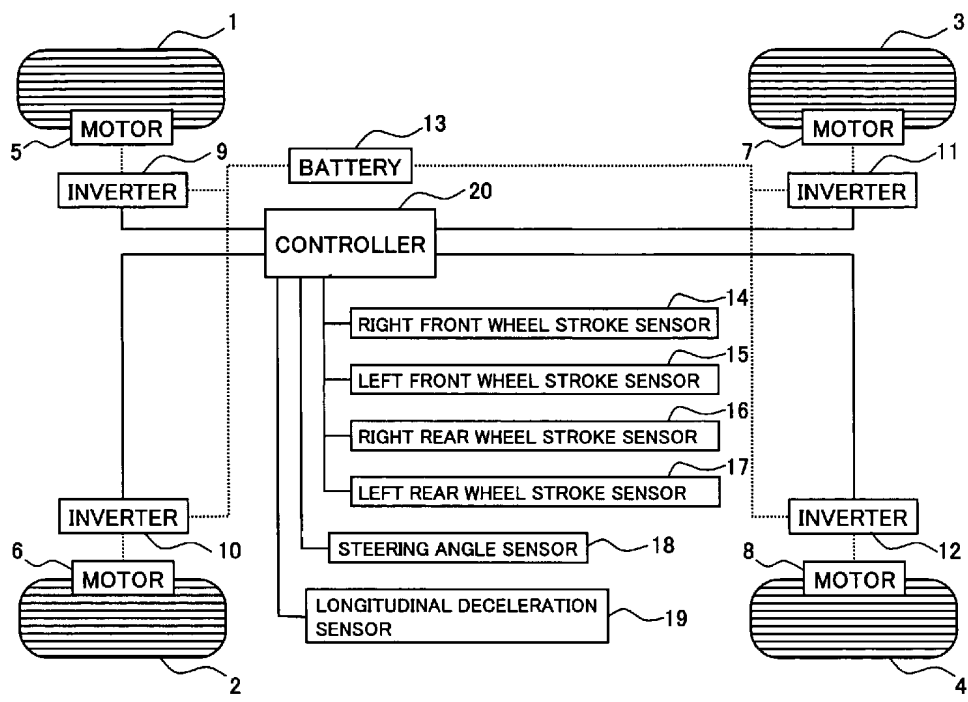 1
3
MOTOR
13
MOTOR
5
9
7
11
BATTERY
INVERTER
20
INVERTER
CONTROLLER
14
RIGHT FRONT WHEEL STROKE SENSOR
15
LEFT FRONT WHEEL STROKE SENSOR
16
RIGHT REAR WHEEL STROKE SENSOR
17
LEFT REAR WHEEL STROKE SENSOR
INVERTER
INVERTER
6
10
STEERING ANGLE SENSOR
18
8
12
MOTOR
MOTOR
LONGITUDINAL DECELERATION
SENSOR
19
2
4